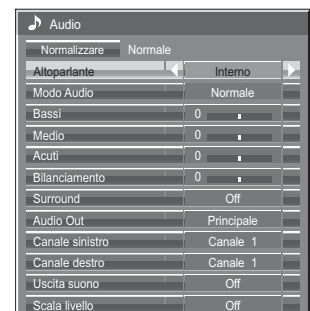 Audio
Normalizzare Normale
Altoparlante Interno
Modo Audio Normale
Bassi 0
Medio 0
Acuti 0
Bilanciamento 0
Surround Off
Audio Out Principale
Canale sinistro Canale 1
Canale destro Canale 1
Uscita suono Off
Scala livello Off